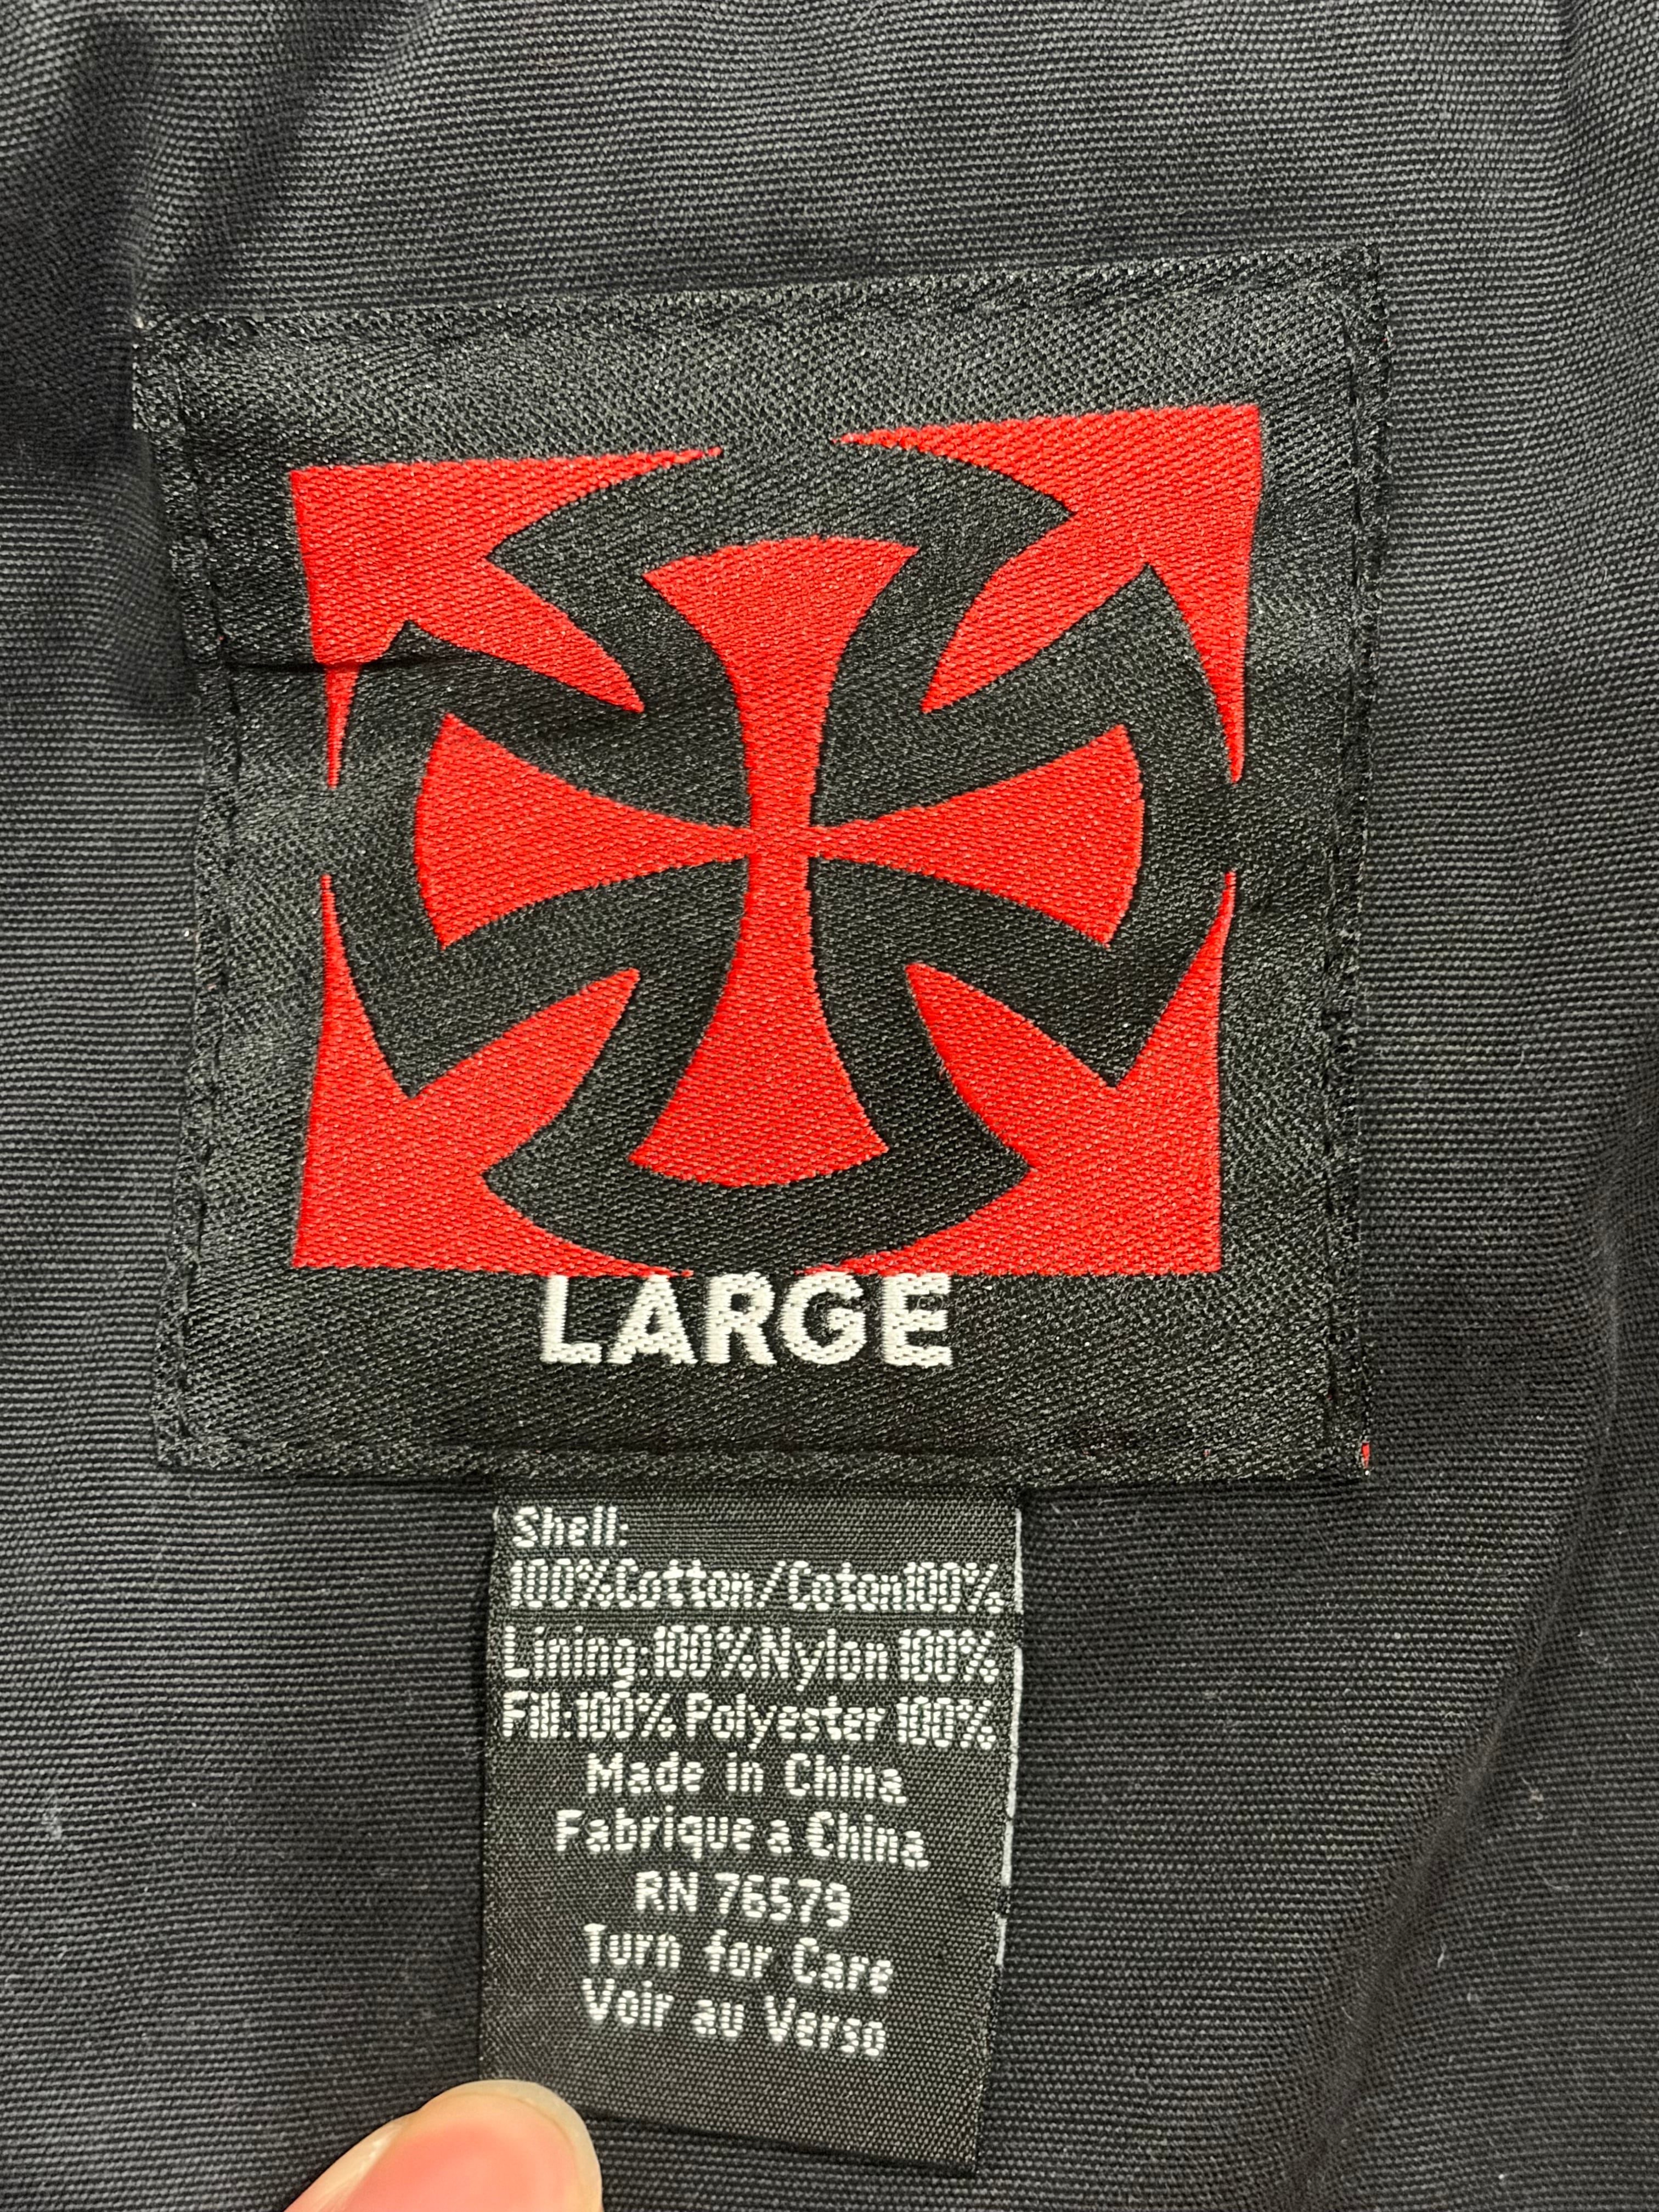 LARGE
Shell:
100%Cotton/Coton100%
Lining:100%Nylon 100%
Fill:100% Polyester 100%
Made in China
Fabrique a China
RN 76579
Turn for Care
Voir au Verso